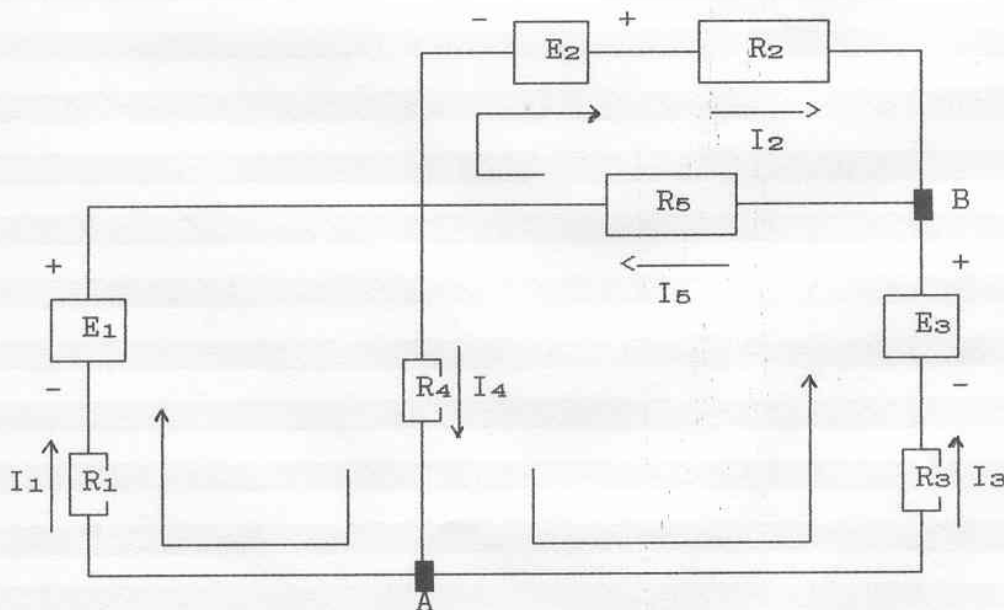 - +
E₂ R₂
I₂
R₅ B
+ I₅ +
E₁ E₃
- R₄ I₄ -
I₁ R₁ R₃ I₃
A